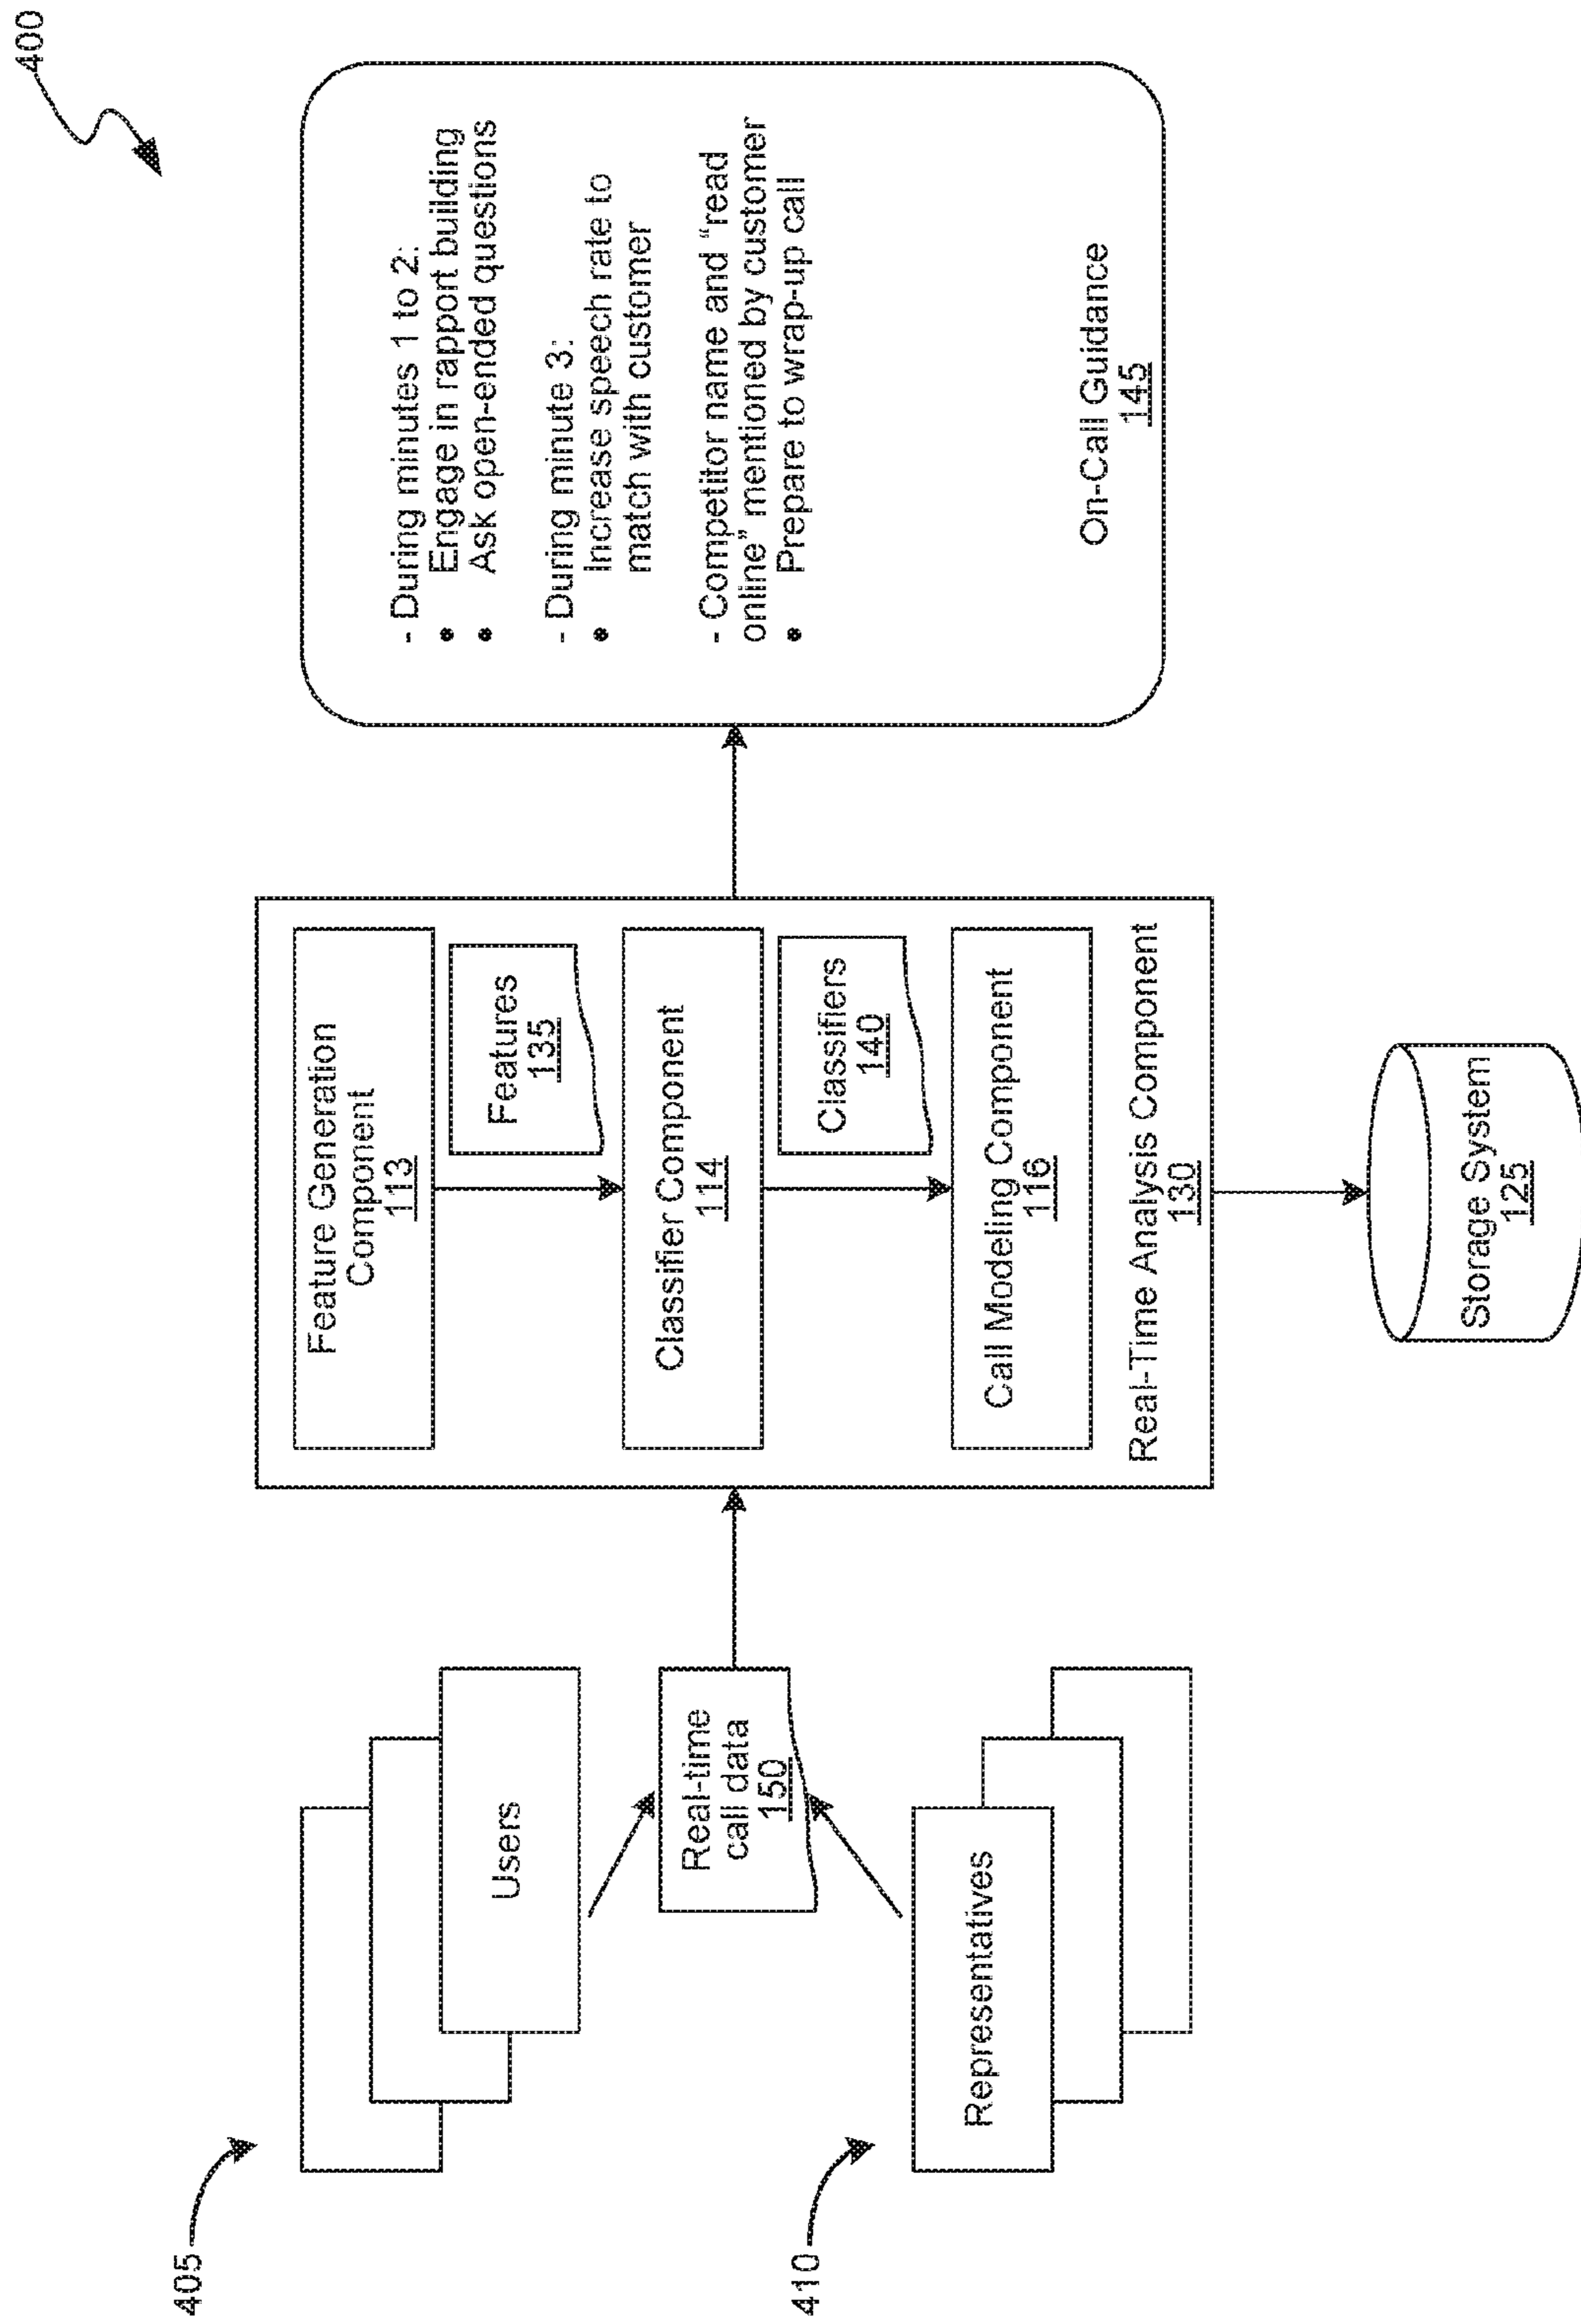 400
405
Users
Real-time
call data
150
410
Representatives
Feature Generation
Component
113
Features
135
Classifier Component
114
Classifiers
140
Call Modeling Component
116
Real-Time Analysis Component
130
Storage System
125
- During minutes 1 to 2:
• Engage in rapport building
• Ask open-ended questions
- During minute 3:
• Increase speech rate to
match with customer
- Competitor name and “read
online” mentioned by customer
• Prepare to wrap-up call
On-Call Guidance
145